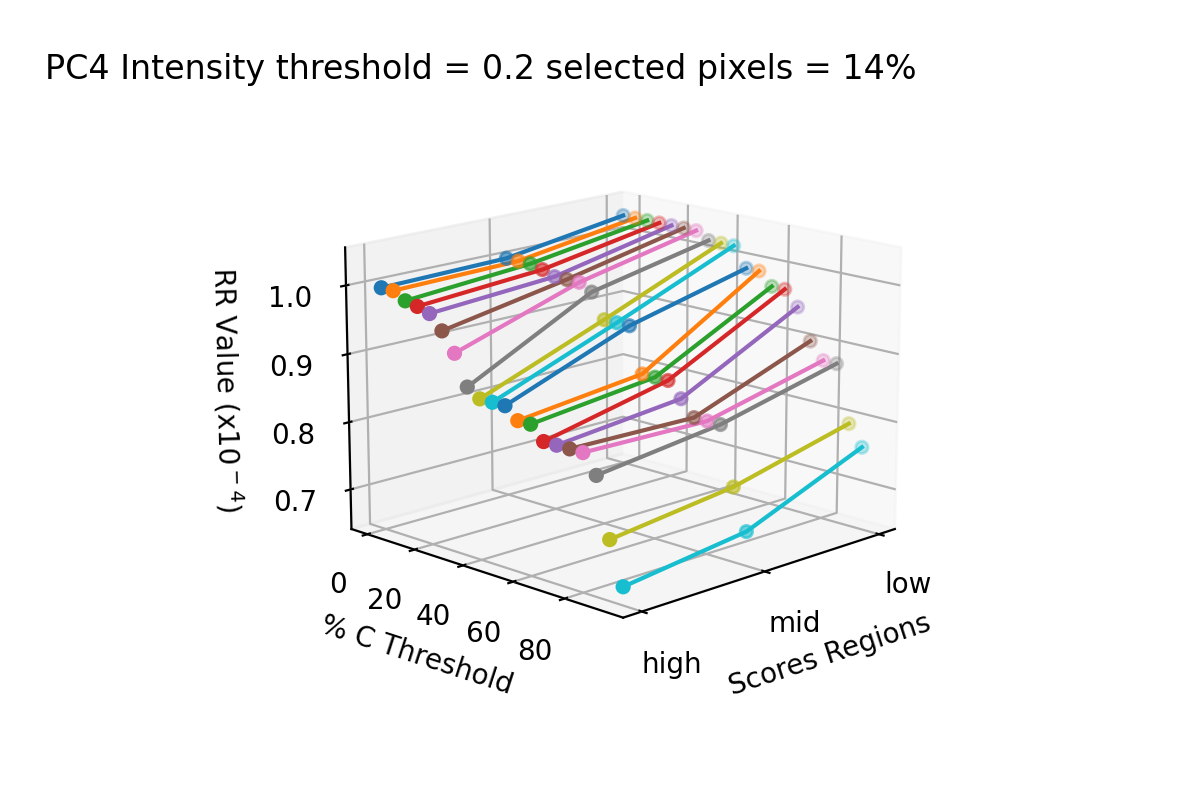 PC4 Intensity threshold = 0.2 selected pixels = 14%
RR Value (x10⁻⁴)
1.0
0.9
0.8
0.7
0
20
40
60
80
% C Threshold
high
mid
low
Scores Regions